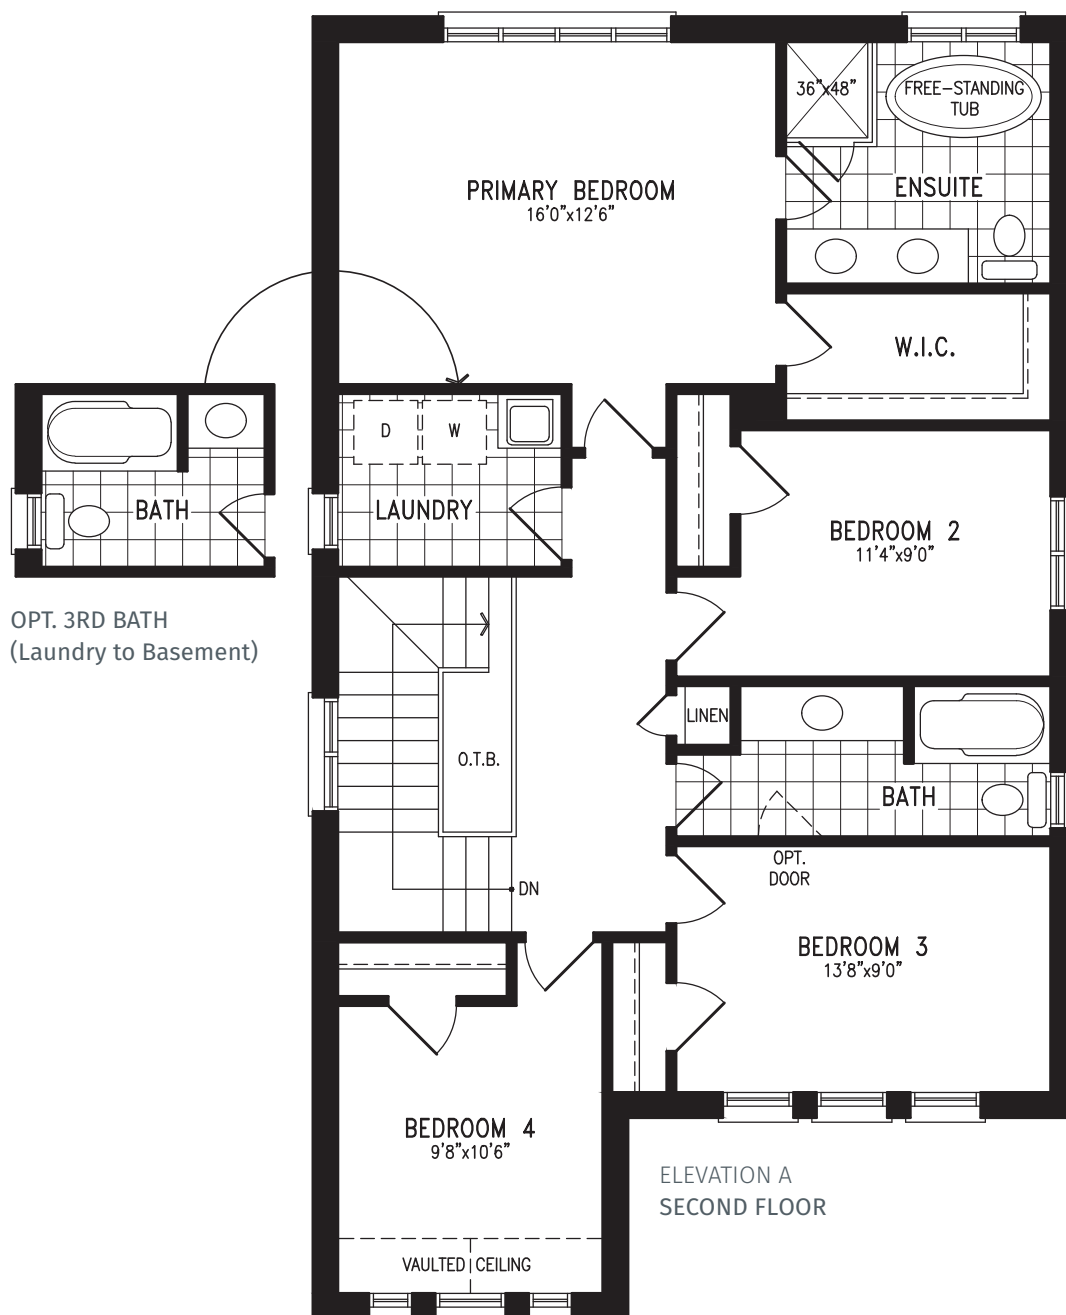 36"x48"
FREE-STANDING
TUB
PRIMARY BEDROOM
16'0"x12'6"
ENSUITE
W.I.C.
D
W
BATH
LAUNDRY
BEDROOM 2
11'4"x9'0"
OPT. 3RD BATH
(Laundry to Basement)
LINEN
O.T.B.
BATH
OPT.
DOOR
DN
BEDROOM 3
13'8"x9'0"
BEDROOM 4
9'8"x10'6"
ELEVATION A
SECOND FLOOR
VAULTED CEILING